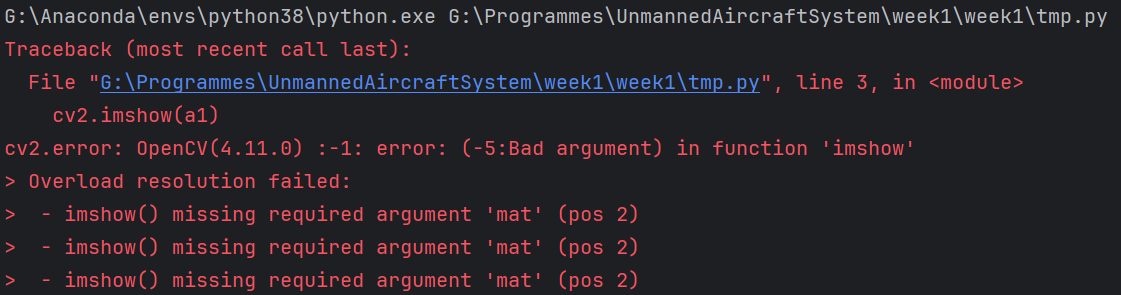 G:\Anaconda\envs\python38\python.exe G:\Programmes\UnmannedAircraftSystem\week1\week1\tmp.py
Traceback (most recent call last):
  File "G:\Programmes\UnmannedAircraftSystem\week1\week1\tmp.py", line 3, in <module>
    cv2.imshow(a1)
cv2.error: OpenCV(4.11.0) :-1: error: (-5:Bad argument) in function 'imshow'
> Overload resolution failed:
>  - imshow() missing required argument 'mat' (pos 2)
>  - imshow() missing required argument 'mat' (pos 2)
>  - imshow() missing required argument 'mat' (pos 2)